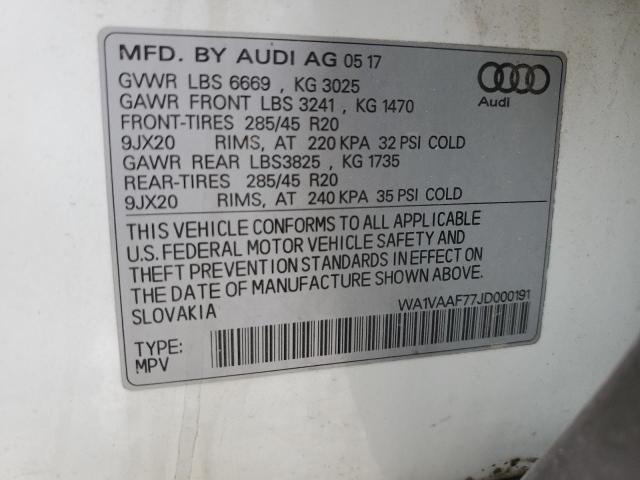 MFD. BY AUDI AG 05 17
GVWR LBS 6669 , KG 3025
GAWR FRONT LBS 3241 , KG 1470
FRONT-TIRES 285/45 R20
9JX20 RIMS, AT 220 KPA 32 PSI COLD
GAWR REAR LBS3825 , KG 1735
REAR-TIRES 285/45 R20
9JX20 RIMS, AT 240 KPA 35 PSI COLD
Audi
THIS VEHICLE CONFORMS TO ALL APPLICABLE
U.S. FEDERAL MOTOR VEHICLE SAFETY AND
THEFT PREVENTION STANDARDS IN EFFECT ON
THE DATE OF MANUFACTURE SHOWN ABOVE.
SLOVAKIA
WA1VAAF77JD000191
TYPE:
MPV